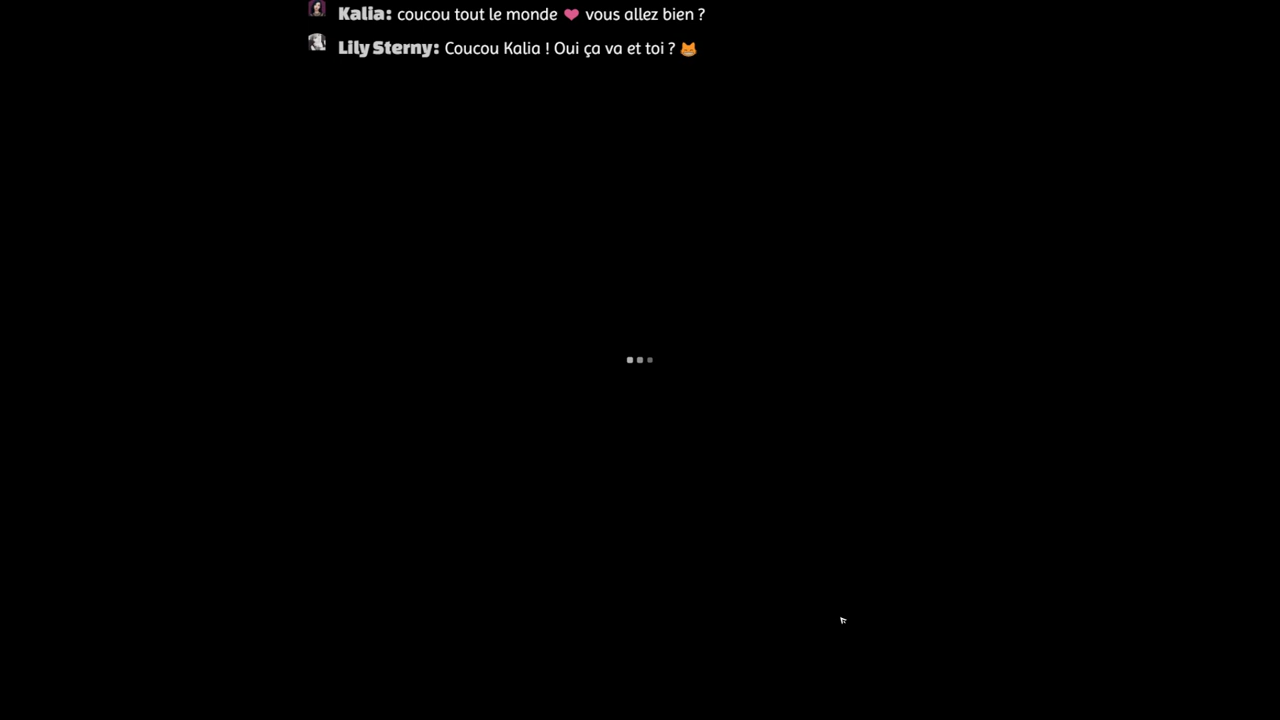 Kalia: coucou tout le monde ❤ vous allez bien ?
Lily Sterny: Coucou Kalia ! Oui ça va et toi ? 😸